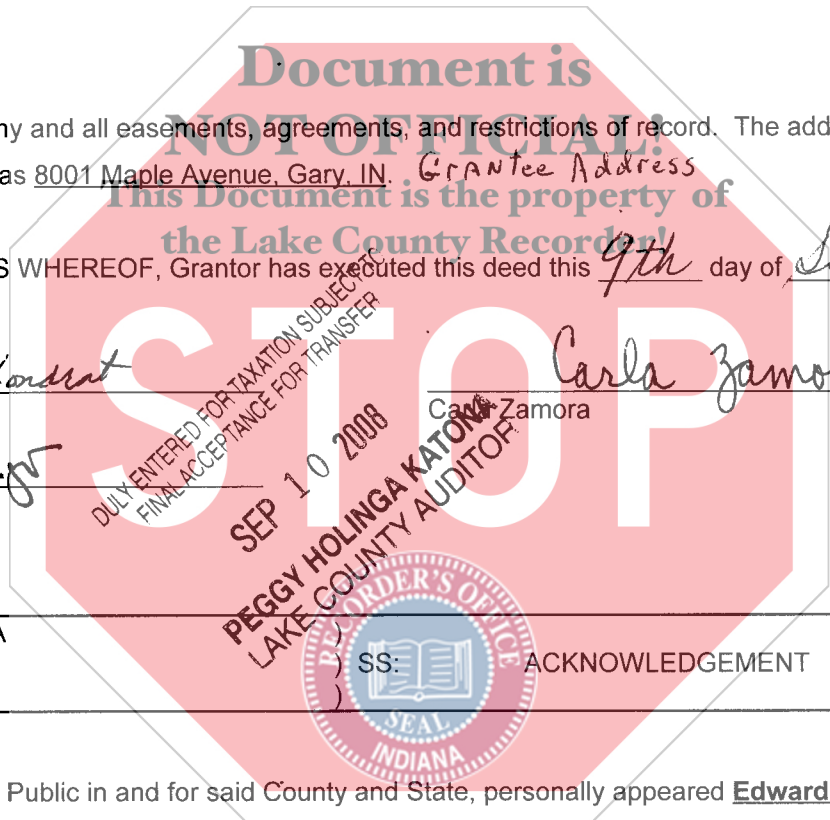 Document is
NOT OFFICIAL!
ny and all easements, agreements, and restrictions of record. The add
as 8001 Maple Avenue, Gary, IN. Grantee Address
This Document is the property of
the Lake County Recorder!
S WHEREOF, Grantor has executed this deed this 9th day of
STOP
Carla Zamo
Carla Zamora
DULY ENTERED FOR TAXATION SUBJECT TO
FINAL ACCEPTANCE FOR TRANSFER
SEP 10 2008
PEGGY HOLINGA KATONA
LAKE COUNTY AUDITOR
A
)
) SS: ACKNOWLEDGEMENT
)
RECORDER'S OFFICE
SEAL
INDIANA
Public in and for said County and State, personally appeared Edward